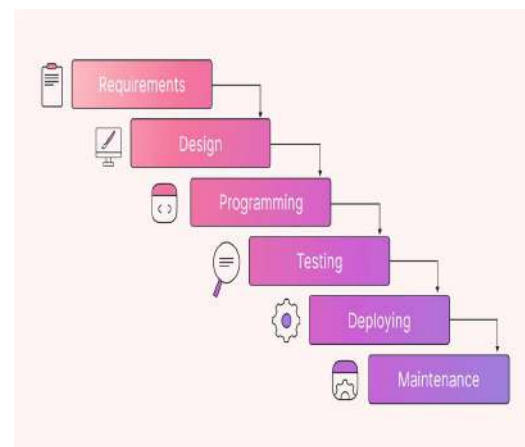 Requirements
Design
Programming
Testing
Deploying
Maintenance